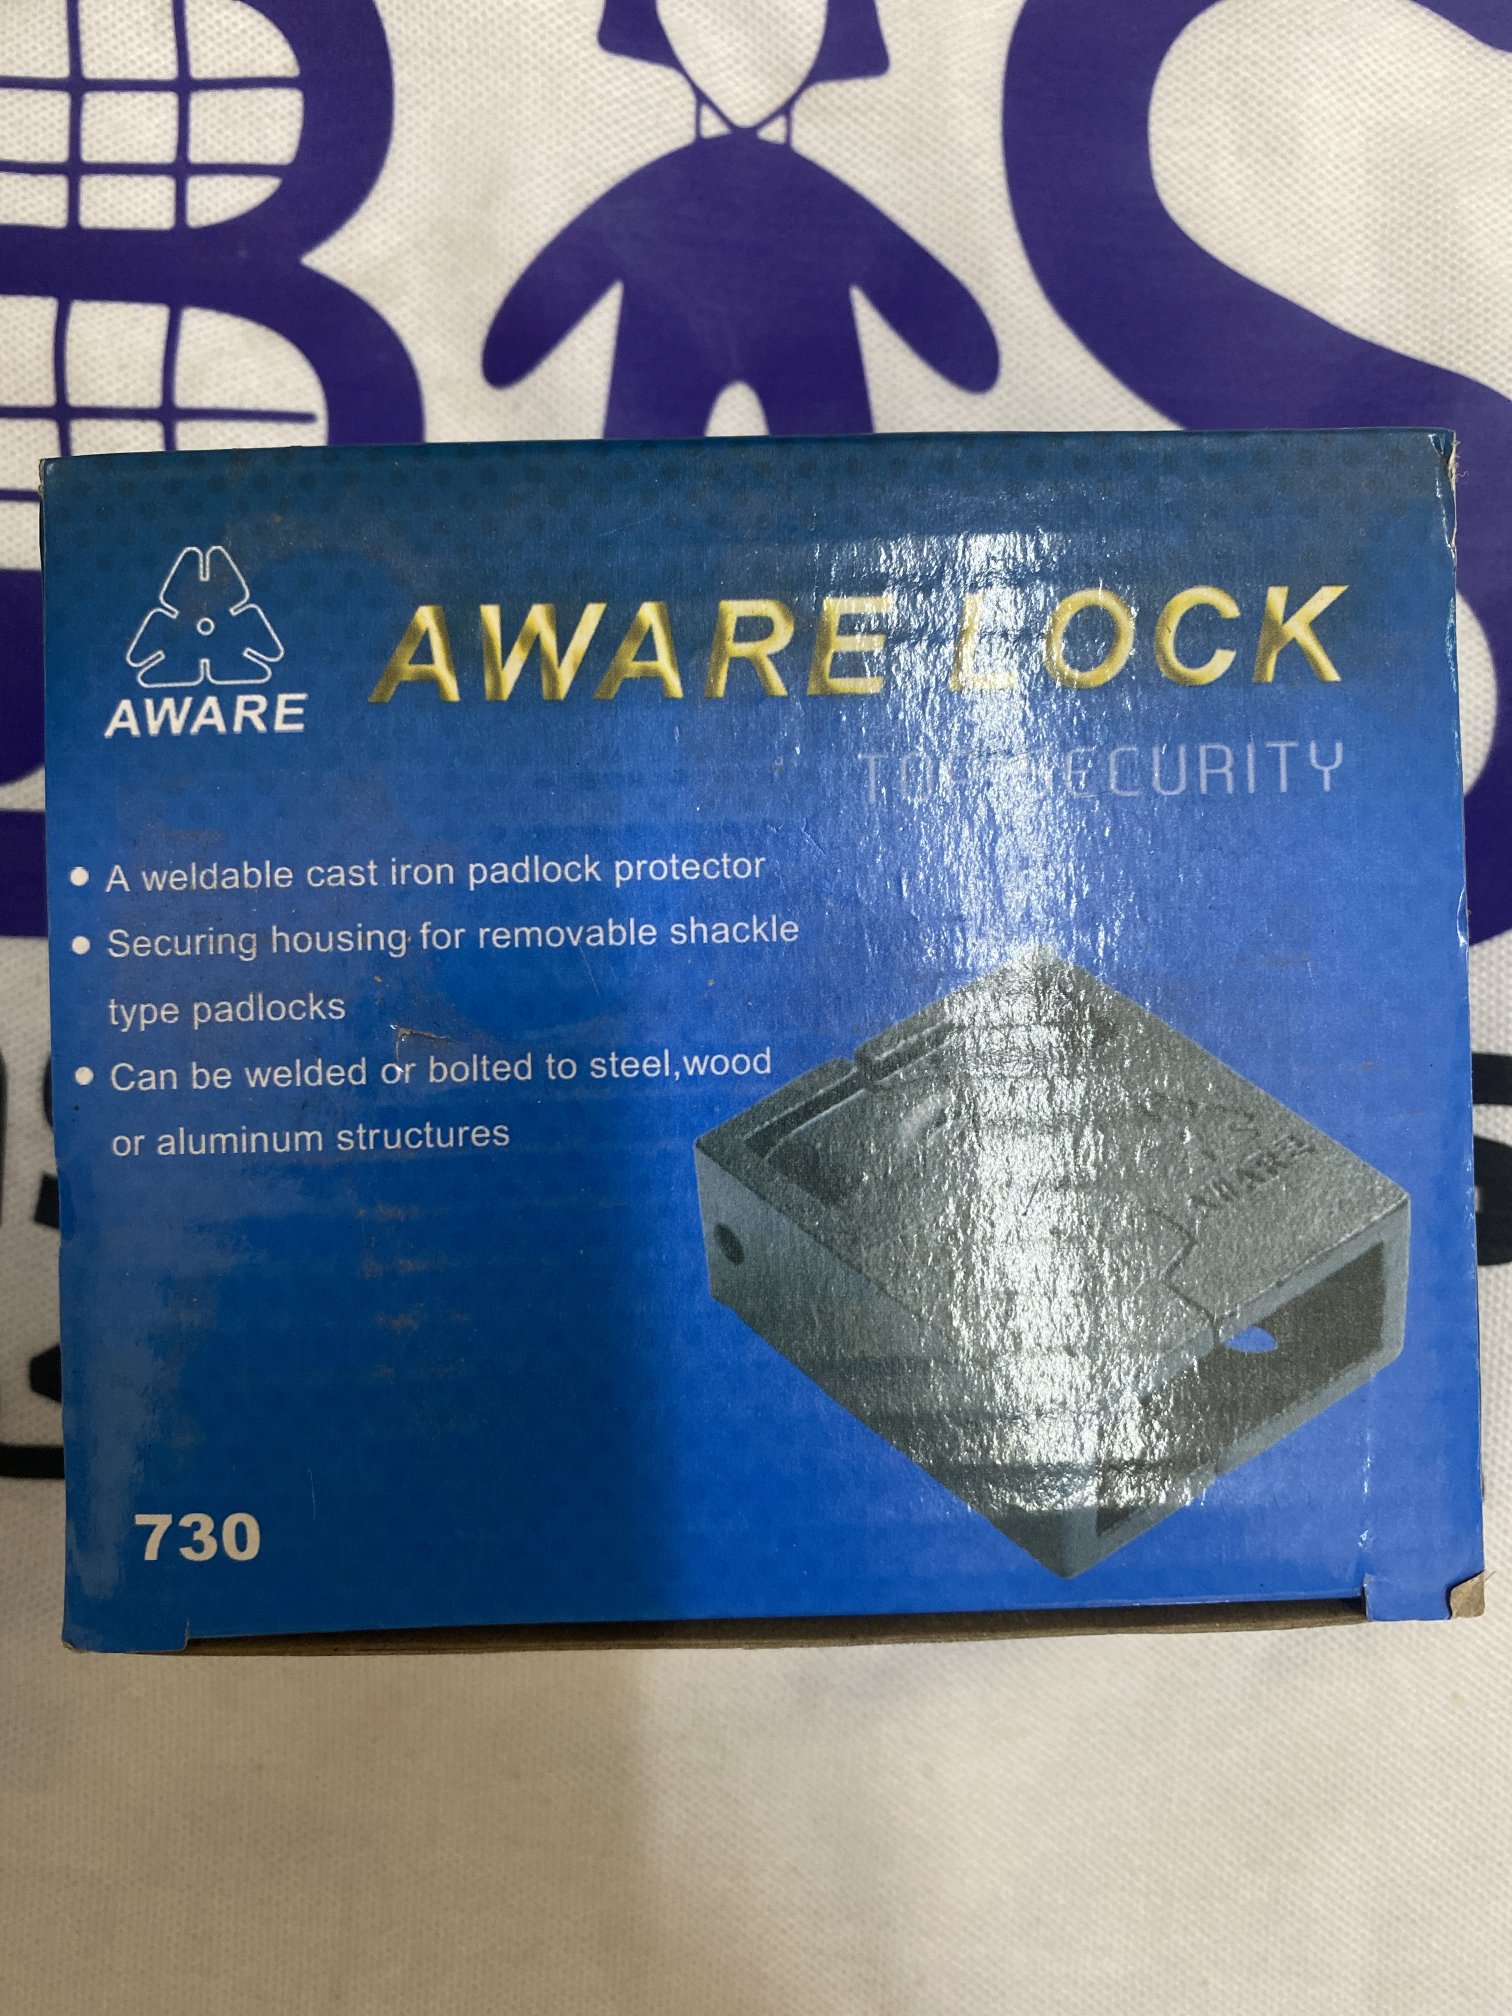 AWARE
AWARE LOCK
TOP SECURITY
• A weldable cast iron padlock protector
• Securing housing for removable shackle
type padlocks
• Can be welded or bolted to steel,wood
or aluminum structures
AWARE
730